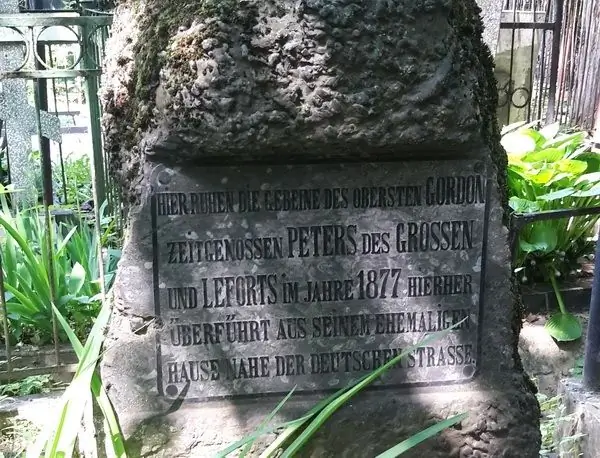 HIER RUHEN DIE GEBEINE DES OBERSTEN GORDON
ZEITGENOSSEN PETERS DES GROSSEN
UND LEFORTS IM JAHRE 1877 HIERHER
ÜBERFÜHRT AUS SEINEM EHEMALIGEN
HAUSE NAHE DER DEUTSCHEN STRASSE.